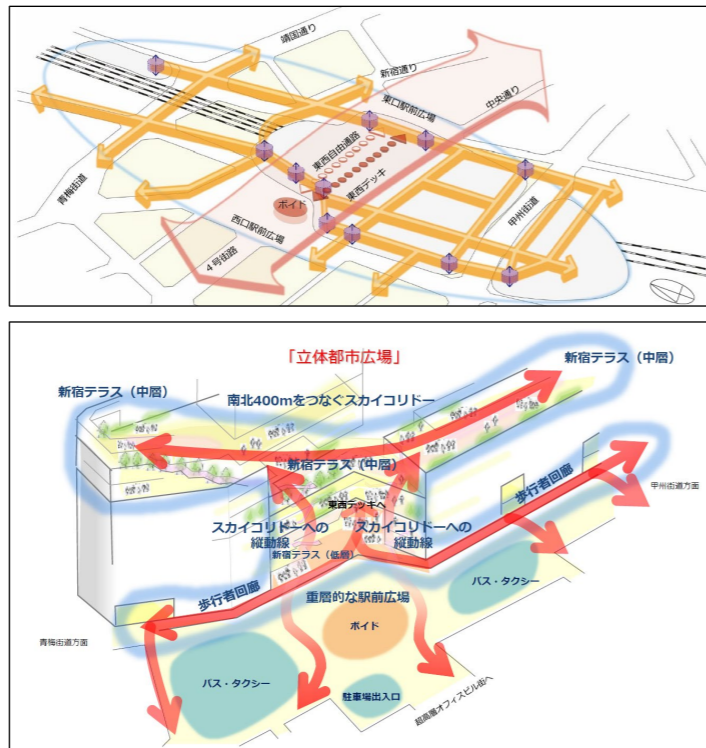 靖国通り
新宿通り
中央通り
東口駅前広場
東西自由通路
東西デッキ
ボイド
西口駅前広場
4号街路
青梅街道
甲州街道
「立体都市広場」
新宿テラス（中層）
新宿テラス（中層）
南北400mをつなぐスカイコリドー
新宿テラス（中層）
東西デッキへ
スカイコリドーへの
縦動線
スカイコリドーへの
縦動線
新宿テラス（低層）
歩行者回廊
甲州街道方面
歩行者回廊
重層的な駅前広場
バス・タクシー
ボイド
青梅街道方面
バス・タクシー
駐車場出入口
超高層オフィスビル街へ